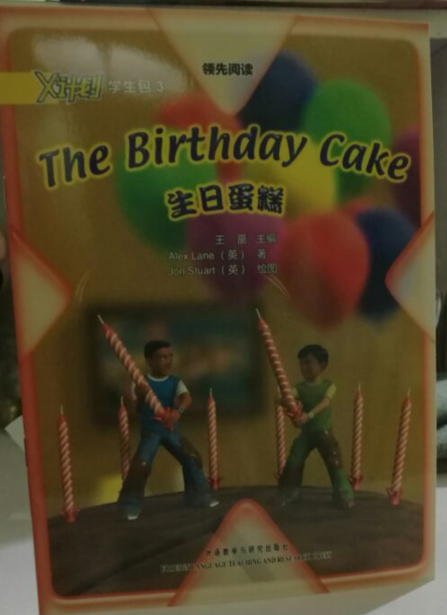 领先阅读
X计划 学生包 3
The Birthday Cake
生日蛋糕
王 蔷 主编
Alex Lane（英）著
Jon Stuart（英）绘图
外语教学与研究出版社
FOREIGN LANGUAGE TEACHING AND RESEARCH PRESS